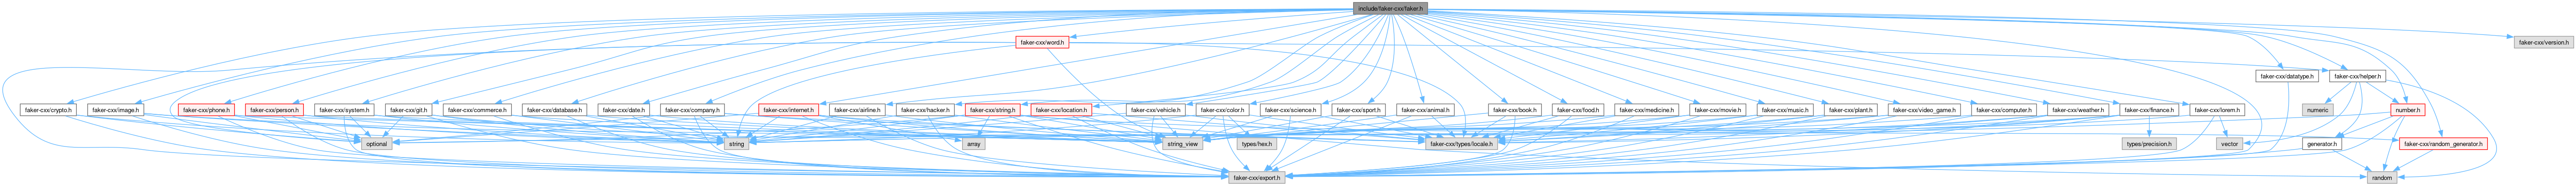 include/faker-cxx/faker.h
faker-cxx/word.h
faker-cxx/version.h
faker-cxx/datatype.h
faker-cxx/helper.h
faker-cxx/crypto.h
faker-cxx/image.h
faker-cxx/phone.h
faker-cxx/person.h
faker-cxx/system.h
faker-cxx/git.h
faker-cxx/commerce.h
faker-cxx/database.h
faker-cxx/date.h
faker-cxx/company.h
faker-cxx/internet.h
faker-cxx/airline.h
faker-cxx/hacker.h
faker-cxx/string.h
faker-cxx/location.h
faker-cxx/vehicle.h
faker-cxx/color.h
faker-cxx/science.h
faker-cxx/sport.h
faker-cxx/animal.h
faker-cxx/book.h
faker-cxx/food.h
faker-cxx/medicine.h
faker-cxx/movie.h
faker-cxx/music.h
faker-cxx/plant.h
faker-cxx/video_game.h
faker-cxx/computer.h
faker-cxx/weather.h
faker-cxx/finance.h
faker-cxx/lorem.h
numeric
number.h
optional
string
array
string_view
types/hex.h
faker-cxx/types/locale.h
types/precision.h
vector
generator.h
faker-cxx/random_generator.h
faker-cxx/export.h
random